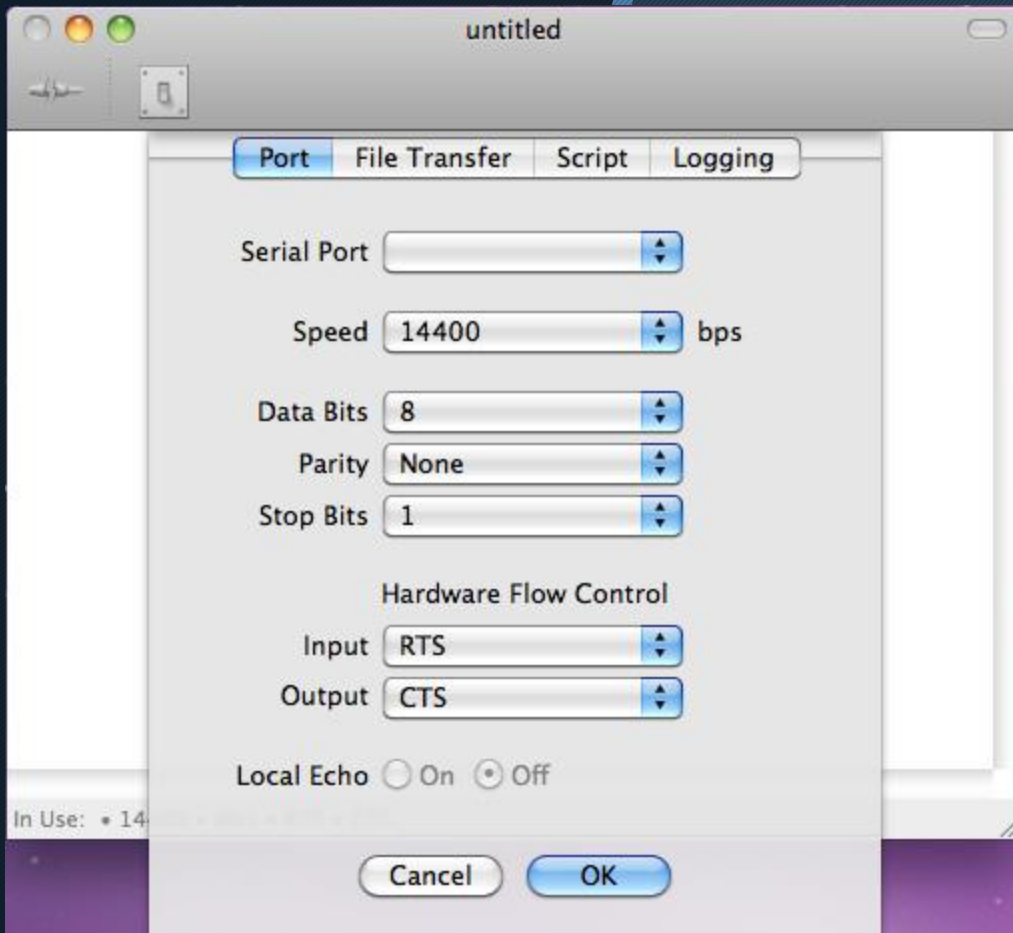 untitled
Port File Transfer Script Logging
Serial Port
Speed 14400 bps
Data Bits 8
Parity None
Stop Bits 1
Hardware Flow Control
Input RTS
Output CTS
Local Echo On Off
In Use: • 14
Cancel OK